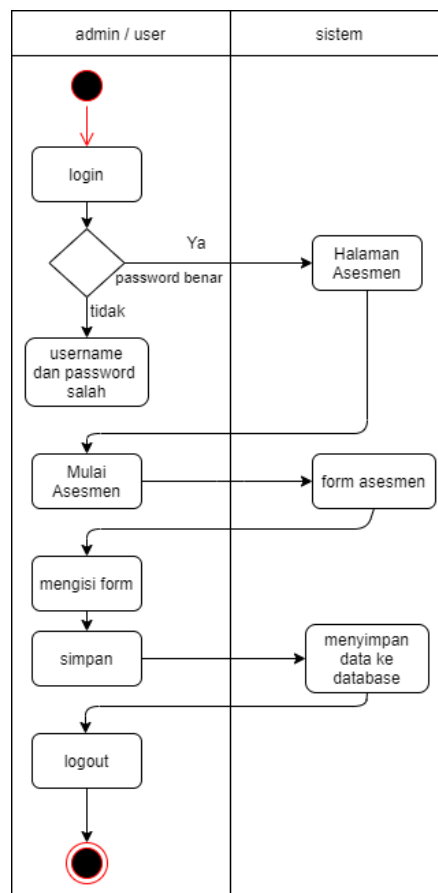 admin / user
sistem
login
Ya
password benar
Halaman
Asesmen
tidak
username
dan password
salah
Mulai
Asesmen
form asesmen
mengisi form
simpan
menyimpan
data ke
database
logout